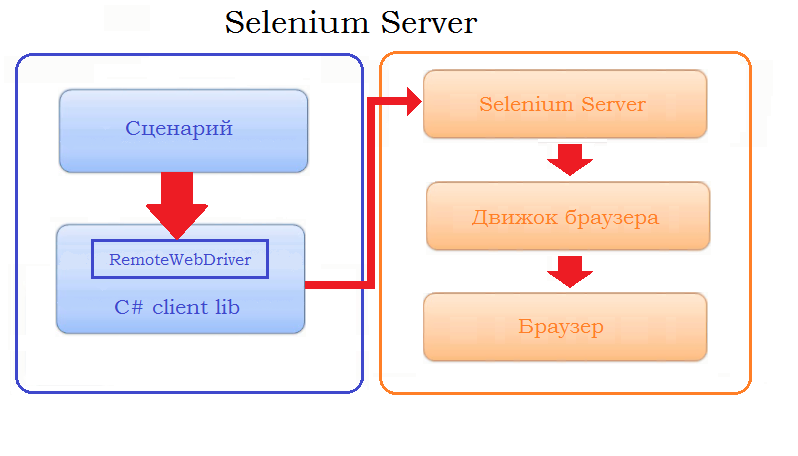 Selenium Server
Сценарий
RemoteWebDriver
C# client lib
Selenium Server
Движок браузера
Браузер